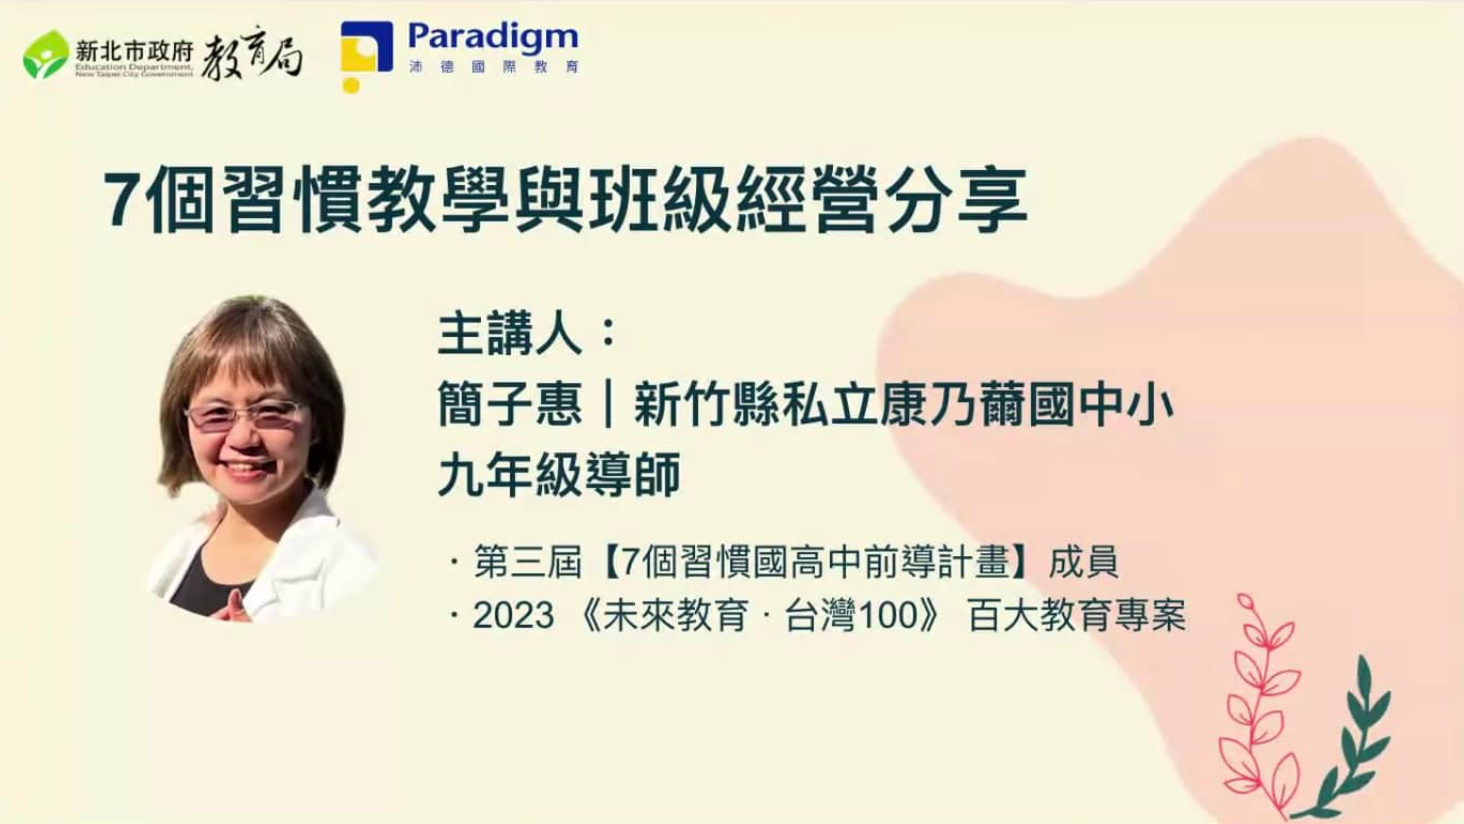 新北市政府 教育局
Education Department,
New Taipei City Government
Paradigm
沛德國際教育
7個習慣教學與班級經營分享
主講人：
簡子惠｜新竹縣私立康乃薾國中小
九年級導師
・第三屆【7個習慣國高中前導計畫】成員
・2023 《未來教育 · 台灣100》 百大教育專案